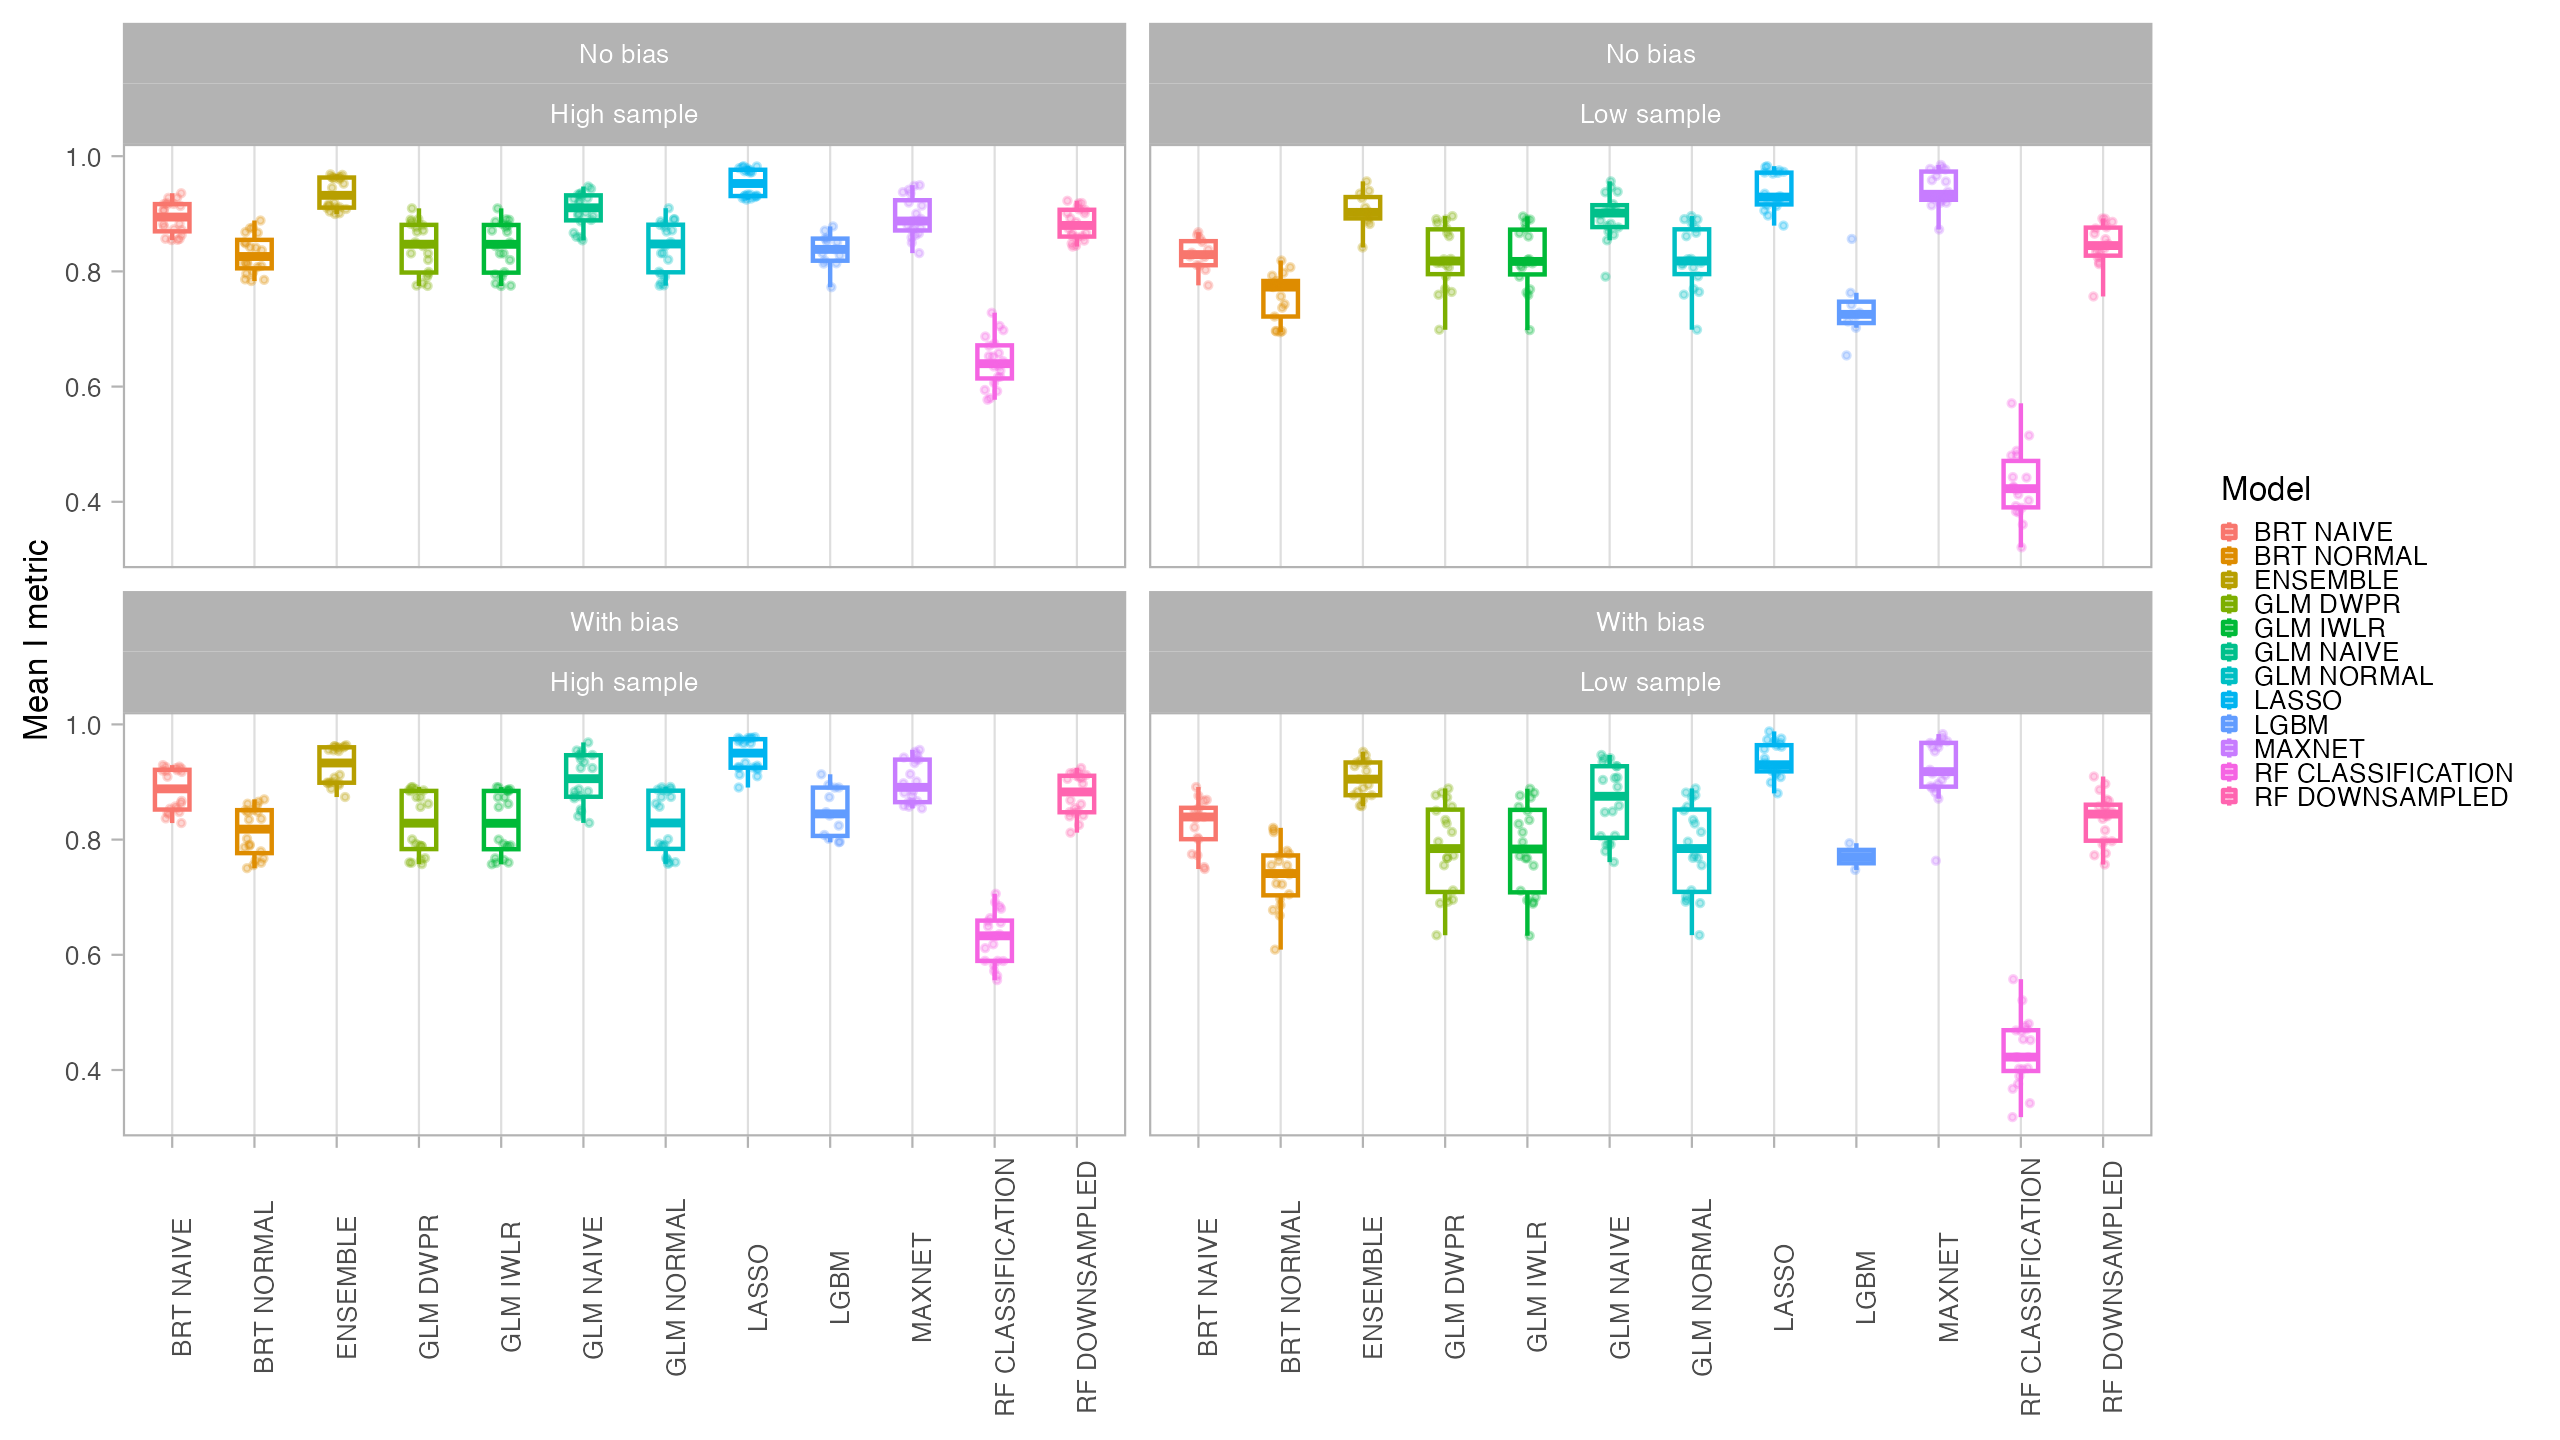 No bias
High sample
No bias
Low sample
1.0
0.8
0.6
0.4
With bias
High sample
With bias
Low sample
1.0
0.8
0.6
0.4
Mean I metric
BRT NAIVE
BRT NORMAL
ENSEMBLE
GLM DWPR
GLM IWLR
GLM NAIVE
GLM NORMAL
LASSO
LGBM
MAXNET
RF CLASSIFICATION
RF DOWNSAMPLED
BRT NAIVE
BRT NORMAL
ENSEMBLE
GLM DWPR
GLM IWLR
GLM NAIVE
GLM NORMAL
LASSO
LGBM
MAXNET
RF CLASSIFICATION
RF DOWNSAMPLED
Model
BRT NAIVE
BRT NORMAL
ENSEMBLE
GLM DWPR
GLM IWLR
GLM NAIVE
GLM NORMAL
LASSO
LGBM
MAXNET
RF CLASSIFICATION
RF DOWNSAMPLED